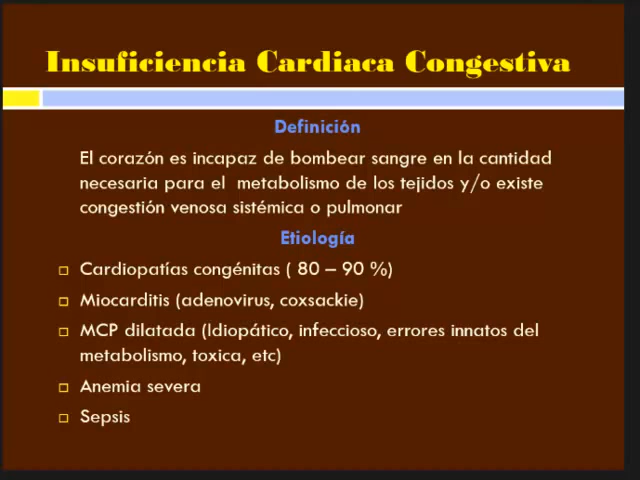 Insuficiencia Cardiaca Congestiva
Definición
El corazón es incapaz de bombear sangre en la cantidad
necesaria para el metabolismo de los tejidos y/o existe
congestión venosa sistémica o pulmonar
Etiología
Cardiopatías congénitas ( 80 – 90 %)
Miocarditis (adenovirus, coxsackie)
MCP dilatada (Idiopático, infeccioso, errores innatos del
metabolismo, toxica, etc)
Anemia severa
Sepsis